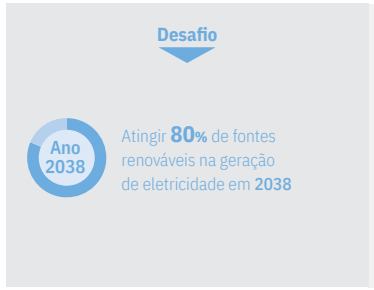 Desafio
Ano
2038
Atingir 80% de fontes
renováveis na geração
de eletricidade em 2038